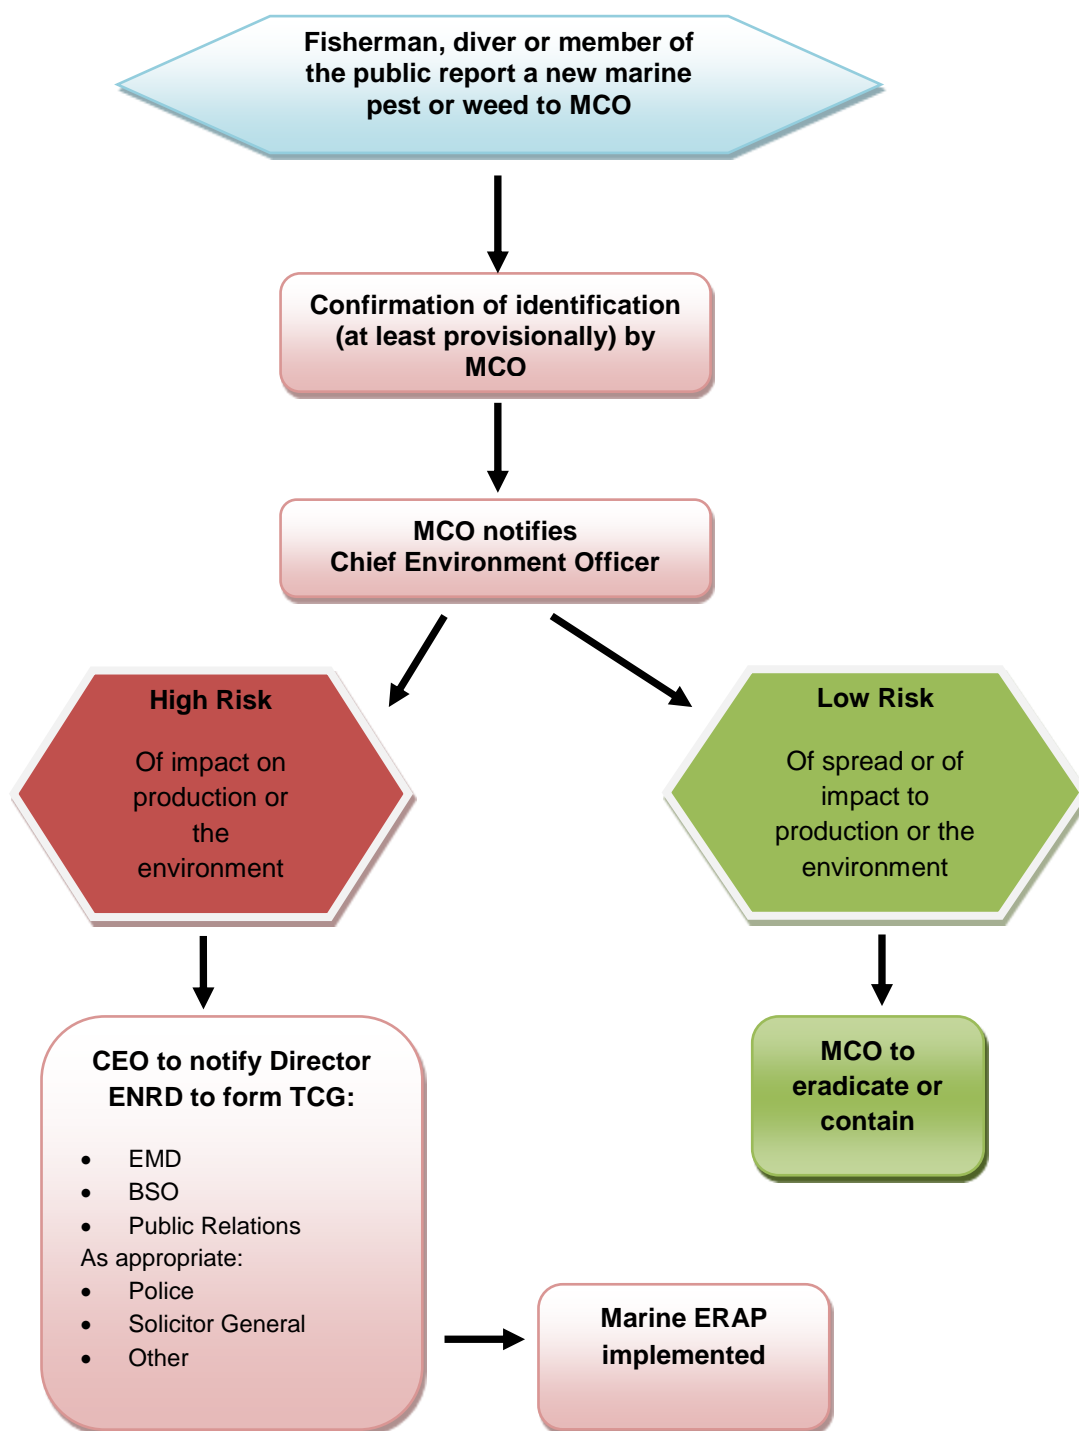 Fisherman, diver or member of
the public report a new marine
pest or weed to MCO
Confirmation of identification
(at least provisionally) by
MCO
MCO notifies
Chief Environment Officer
High Risk
Of impact on
production or
the
environment
Low Risk
Of spread or of
impact to
production or the
environment
CEO to notify Director
ENRD to form TCG:
• EMD
• BSO
• Public Relations
As appropriate:
• Police
• Solicitor General
• Other
MCO to
eradicate or
contain
Marine ERAP
implemented